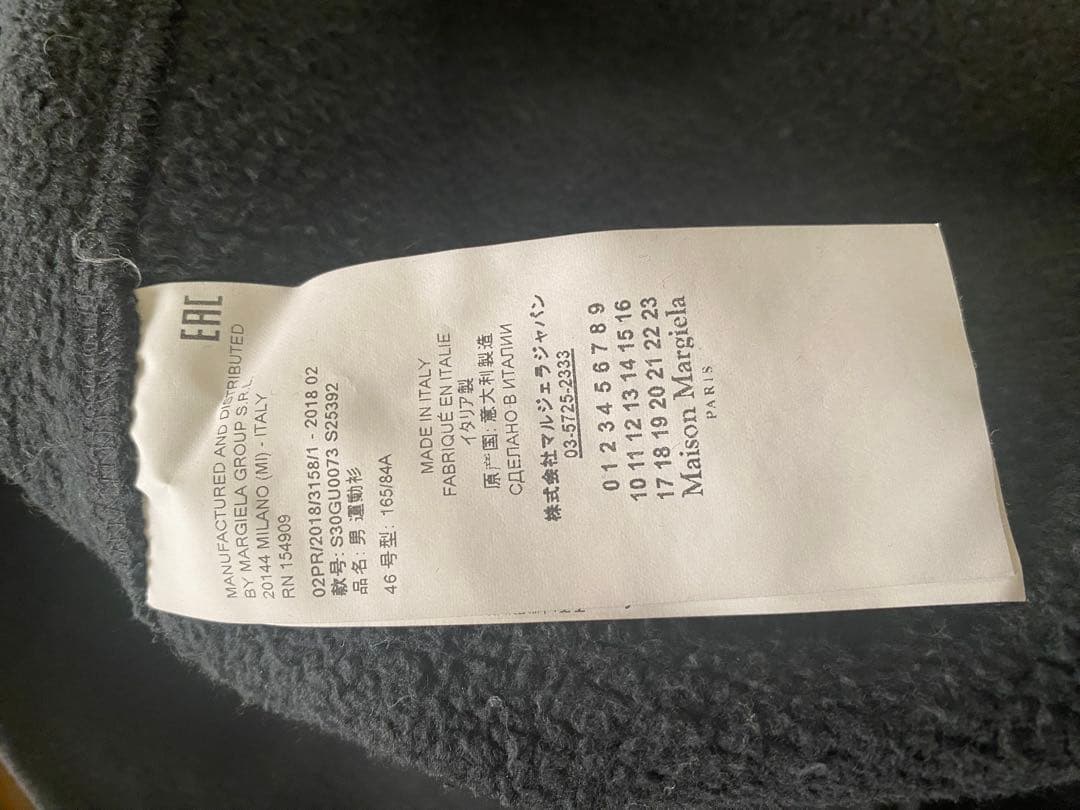 EAC
MANUFACTURED AND DISTRIBUTED
BY MARGIELA GROUP S.R.L.
20144 MILANO (MI) - ITALY
RN 154909
02PR/2018/3158/1 - 2018 02
款号: S30GU0073 S25392
品名: 男 運動衫
46 号型: 165/84A
MADE IN ITALY
FABRIQUÉ EN ITALIE
イタリア製
原产国: 意大利製造
СДЕЛАНО В ИТАЛИИ
株式会社マルジェラジャパン
03-5725-2333
0 1 2 3 4 5 6 7 8 9
10 11 12 13 14 15 16
17 18 19 20 21 22 23
Maison Margiela
PARIS